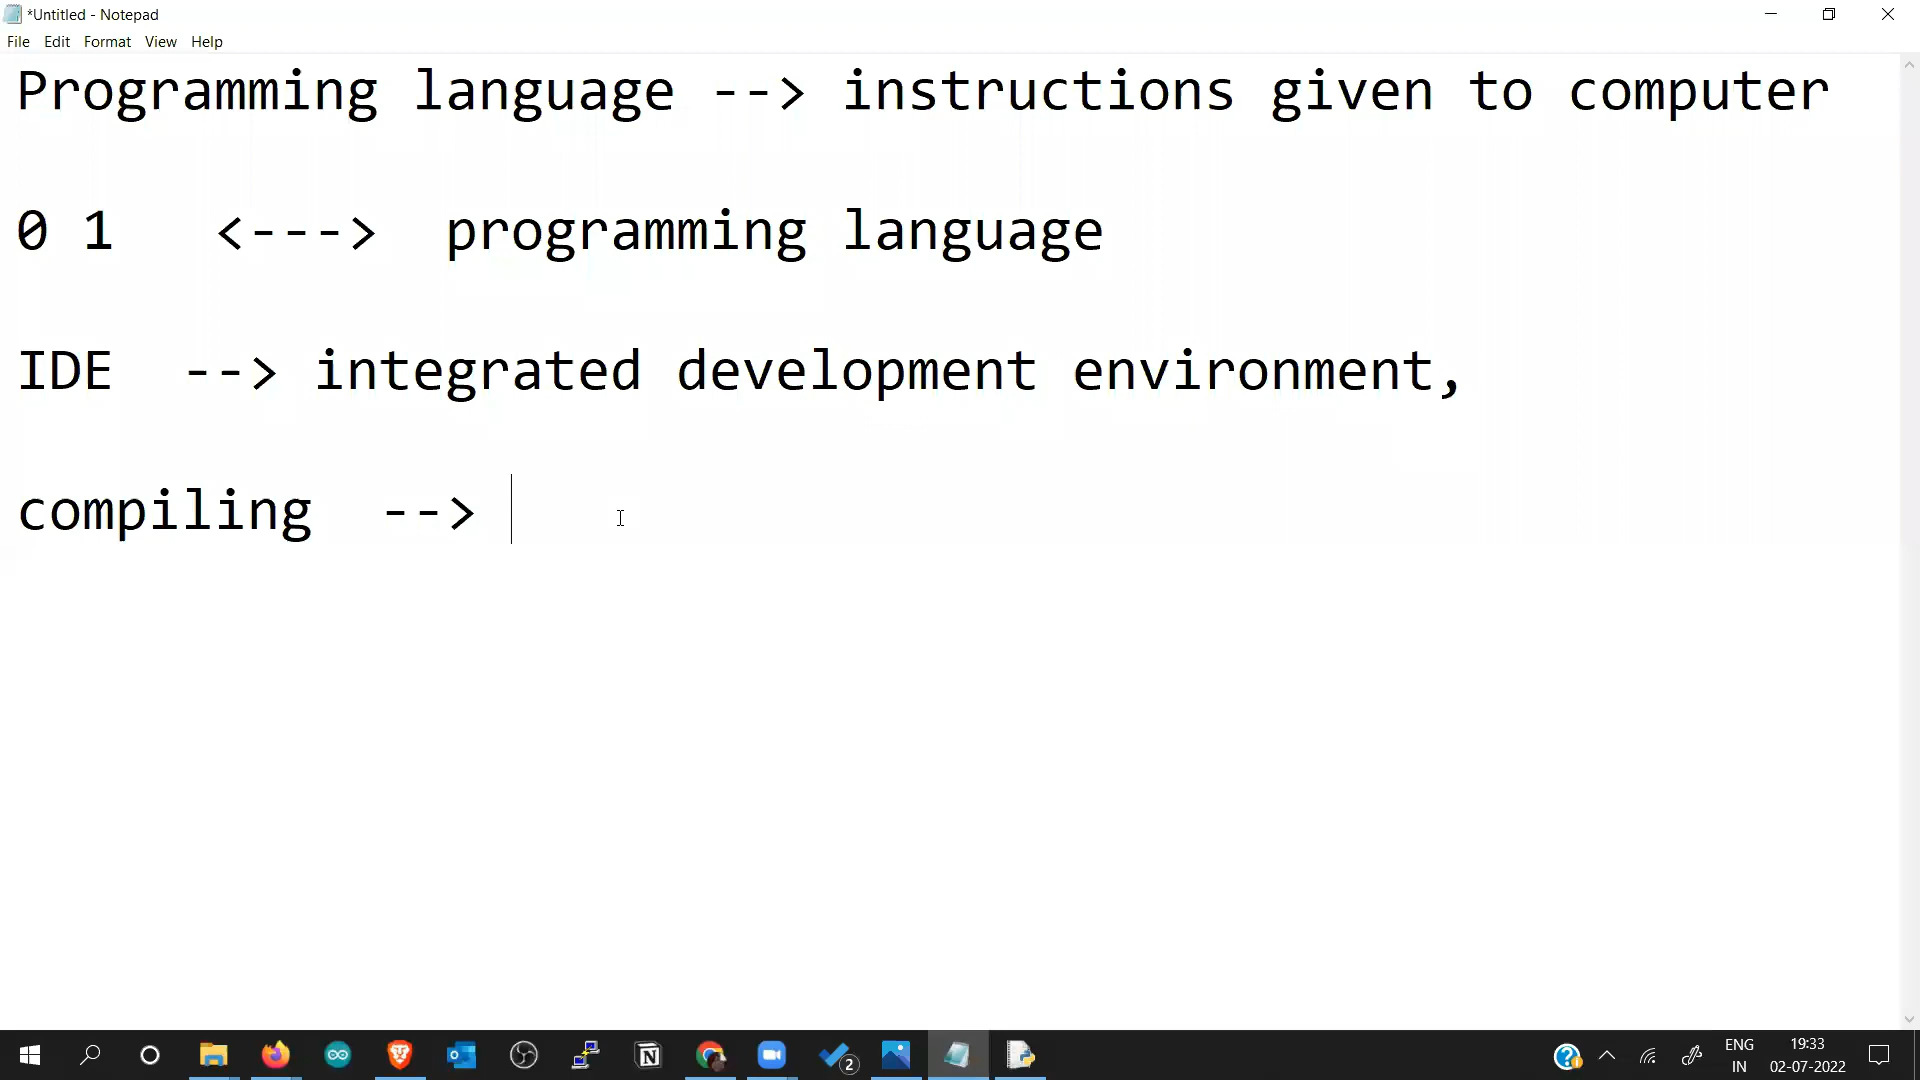 *Untitled - Notepad
File Edit Format View Help
Programming language --> instructions given to computer
0 1   <--->  programming language
IDE  --> integrated development environment,
compiling  -->
2
ENG
IN
19:33
02-07-2022